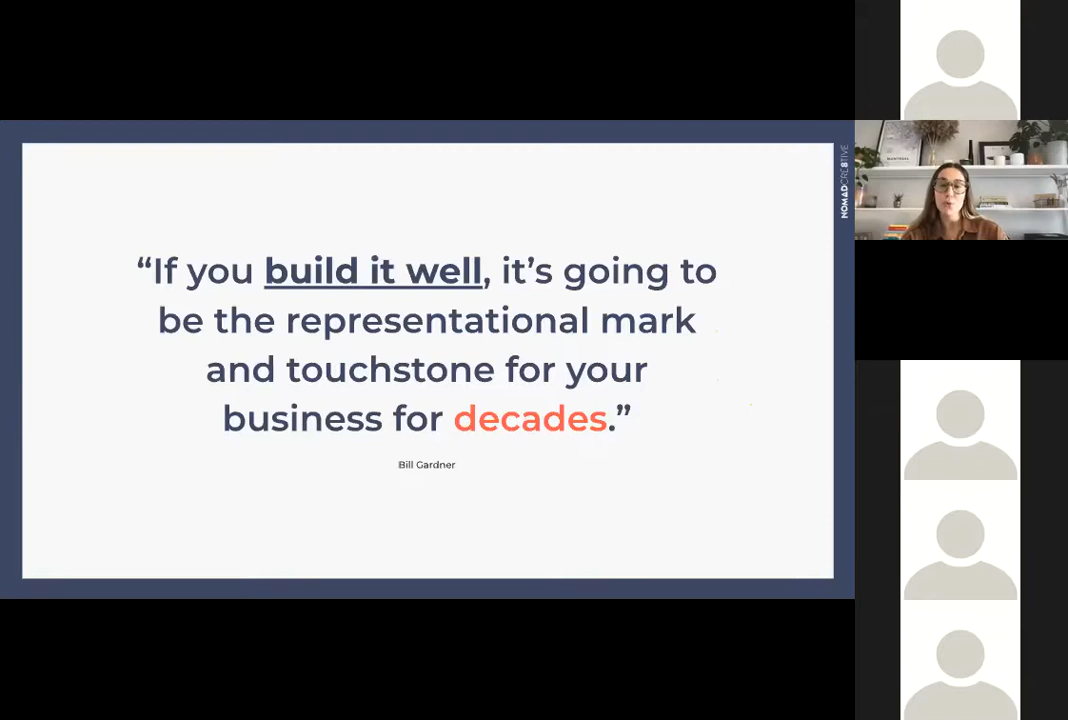 “If you build it well, it’s going to
be the representational mark
and touchstone for your
business for decades.”
Bill Gardner
NOMADCRE8TIVE